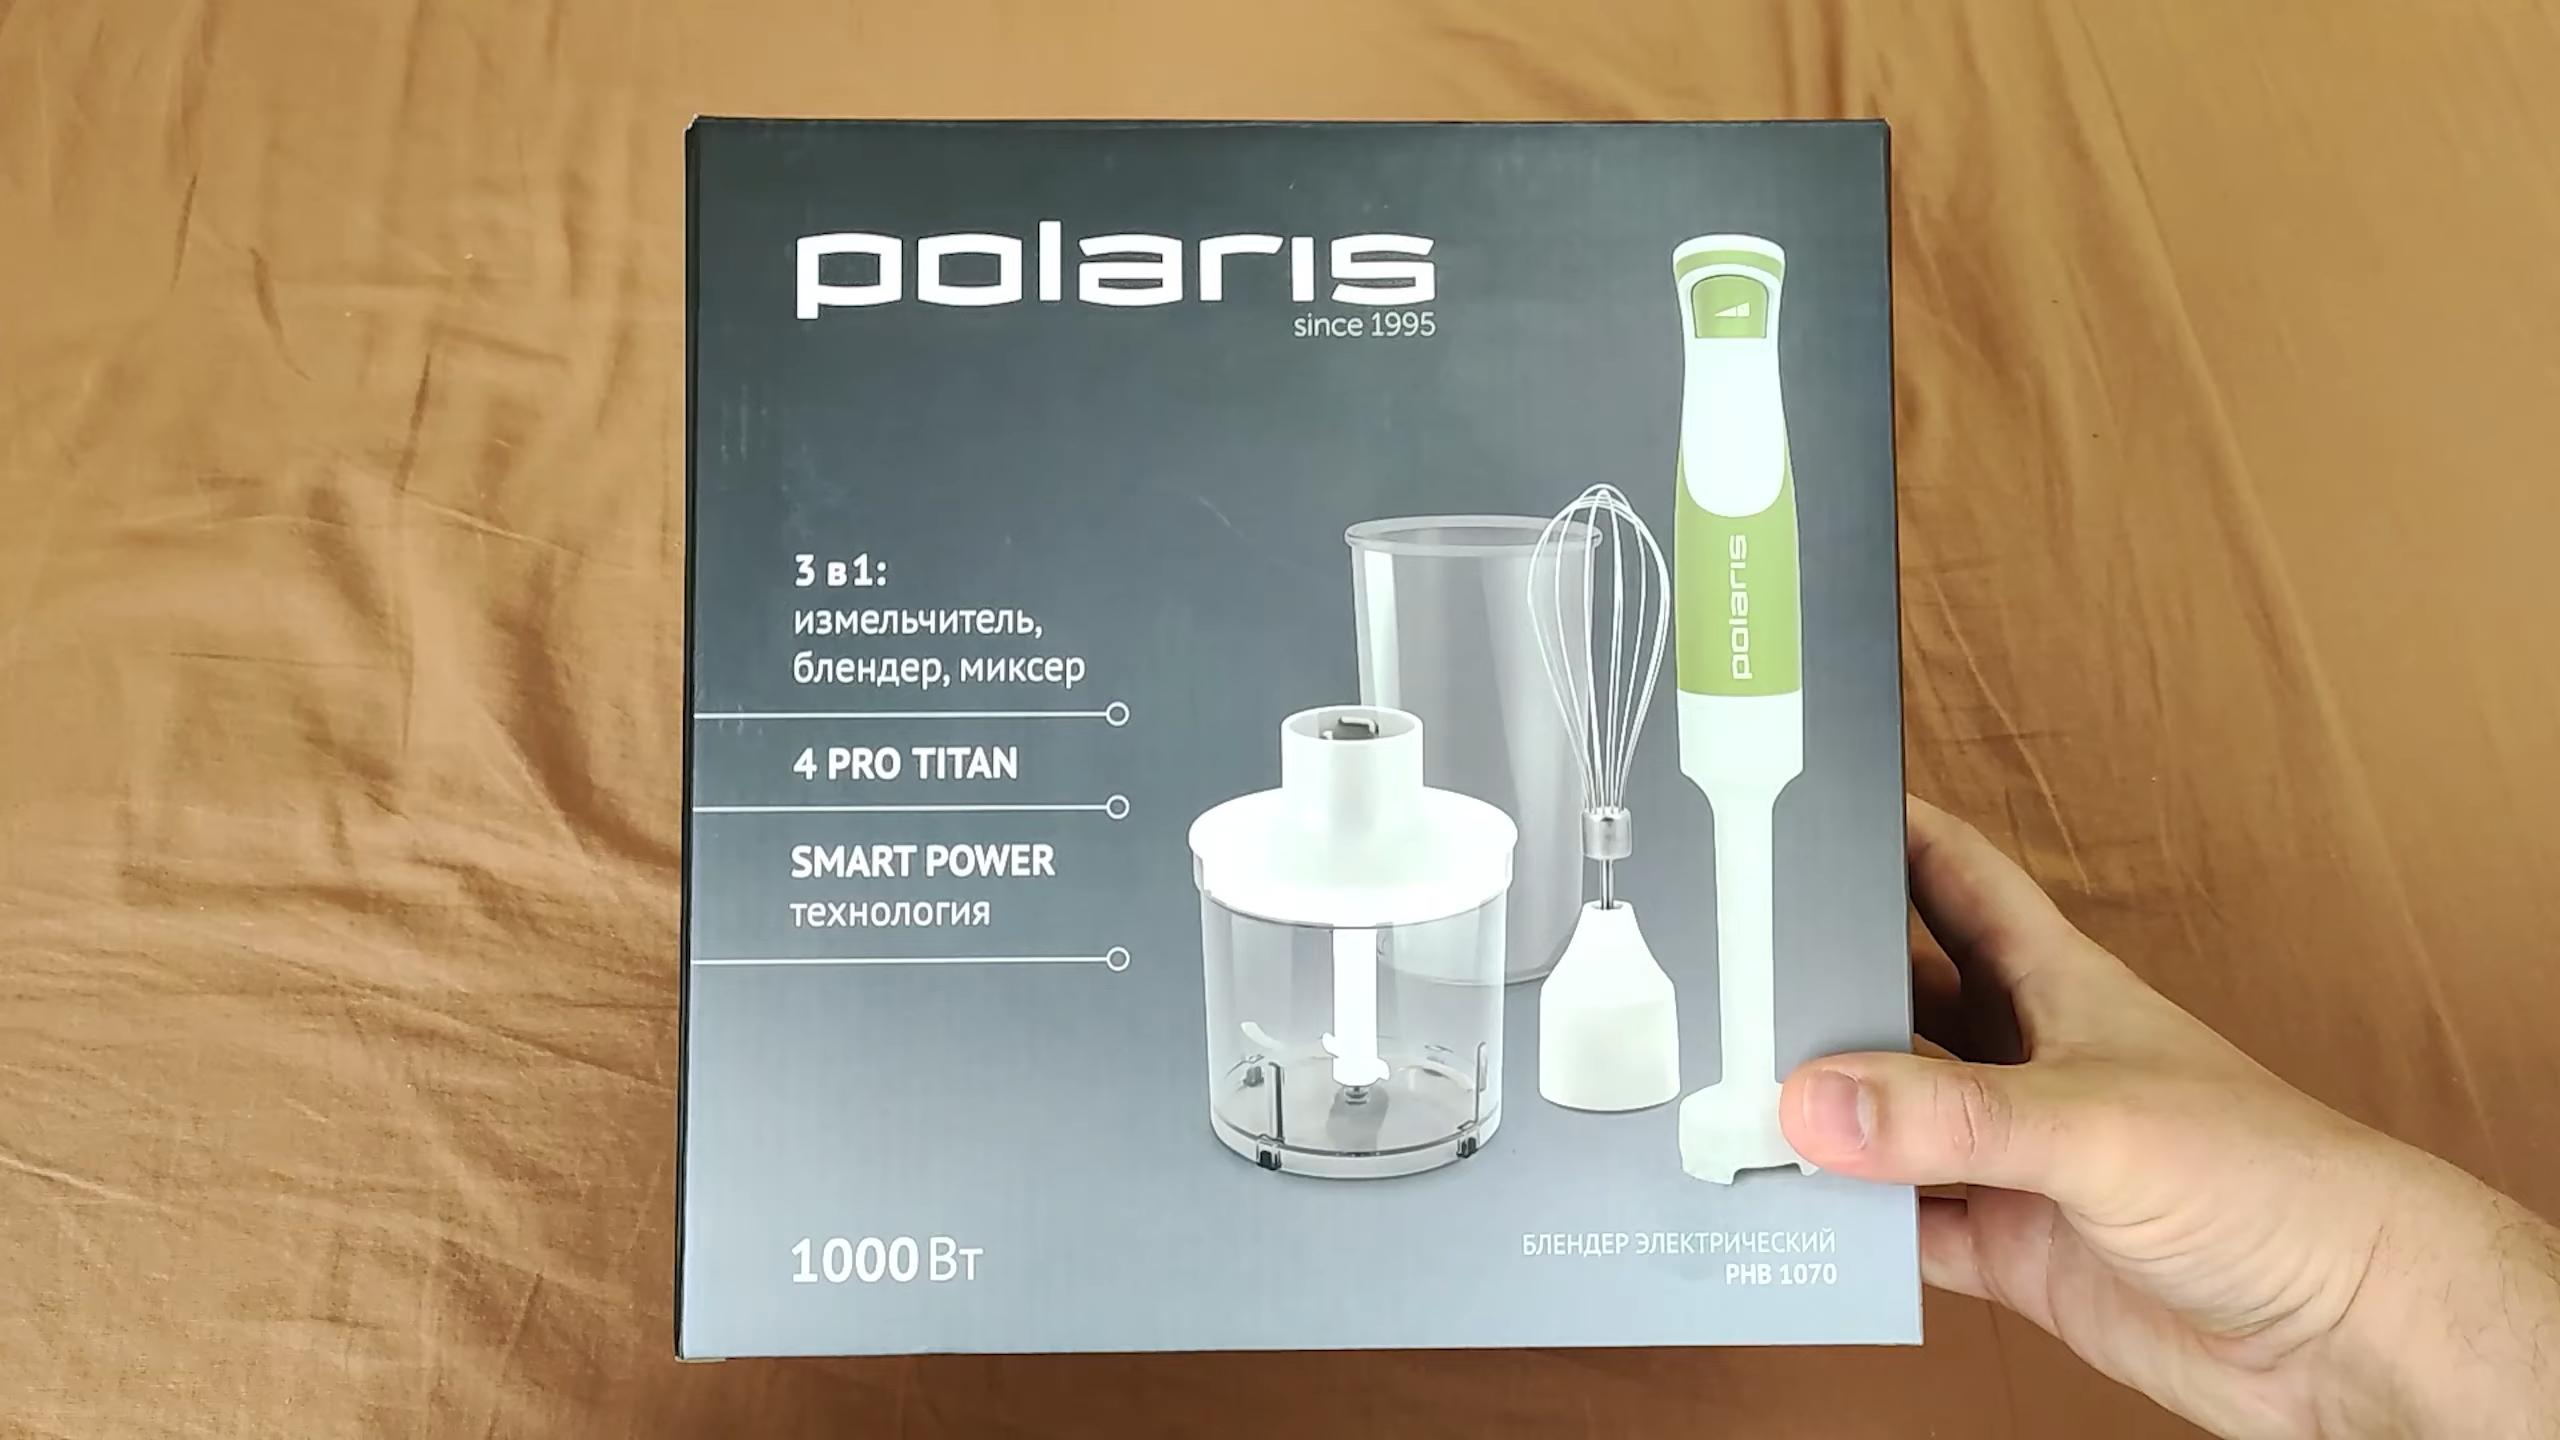 polaris
since 1995
polaris
3 в 1:
измельчитель,
блендер, миксер
4 PRO TITAN
SMART POWER
технология
1000 Вт
БЛЕНДЕР ЭЛЕКТРИЧЕСКИЙ
PHB 1070